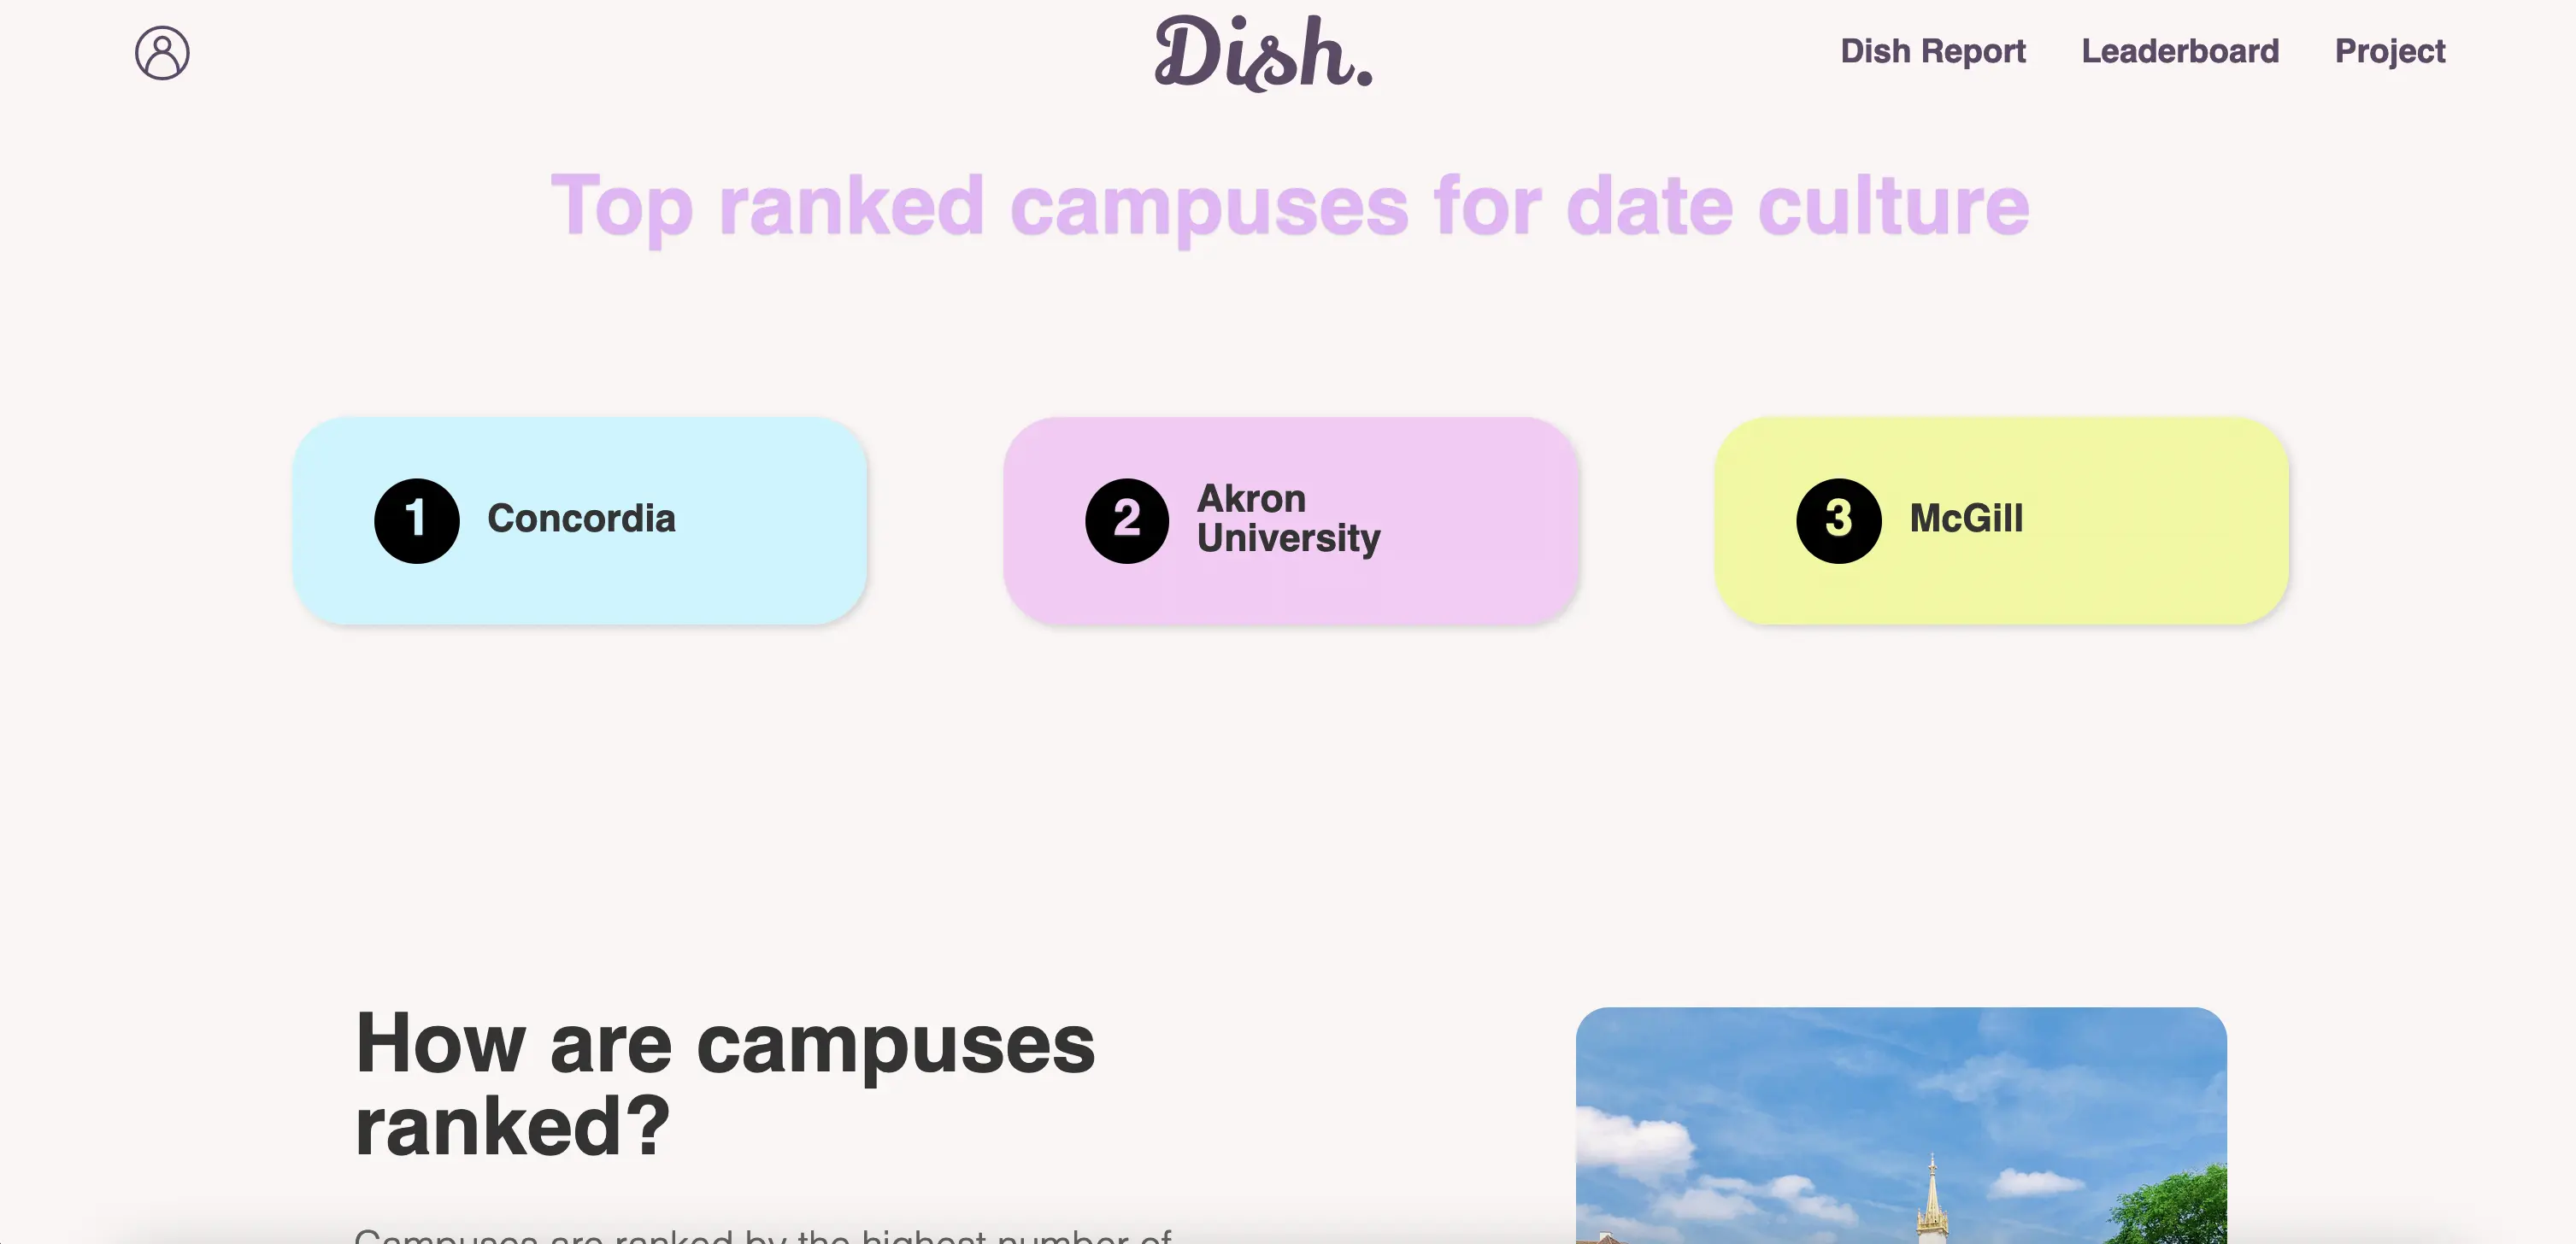 Dish.
Dish Report
Leaderboard
Project
Top ranked campuses for date culture
1
Concordia
2
Akron
University
3
McGill
How are campuses
ranked?
Campuses are ranked by the highest number of